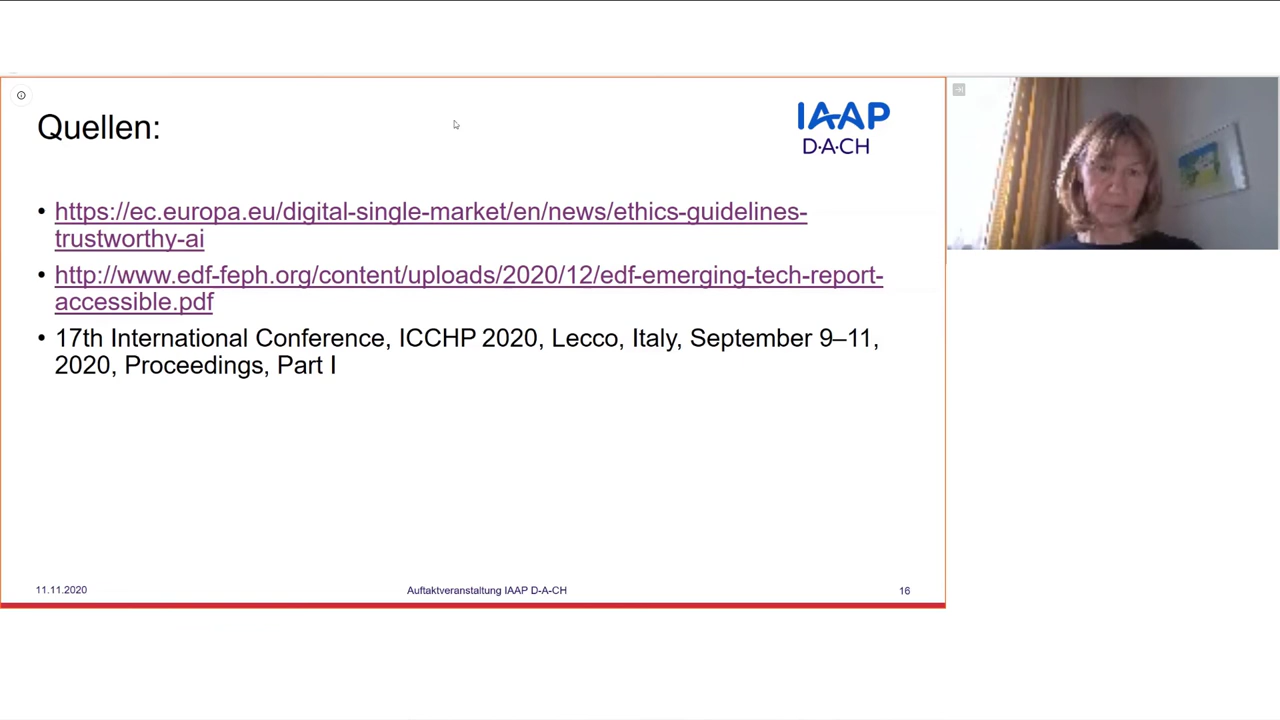 Quellen:
IAAP
D·A·CH
• https://ec.europa.eu/digital-single-market/en/news/ethics-guidelines-
trustworthy-ai
• http://www.edf-feph.org/content/uploads/2020/12/edf-emerging-tech-report-
accessible.pdf
• 17th International Conference, ICCHP 2020, Lecco, Italy, September 9–11,
2020, Proceedings, Part I
11.11.2020
Auftaktveranstaltung IAAP D-A-CH
16